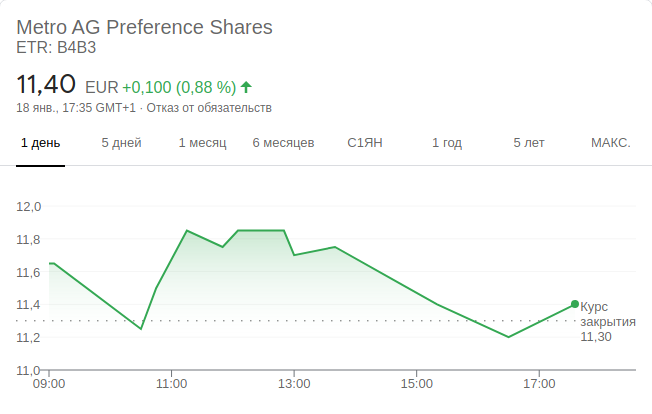 Metro AG Preference Shares
ETR: B4B3
11,40 EUR +0,100 (0,88 %)
18 янв., 17:35 GMT+1 · Отказ от обязательств
1 день 5 дней 1 месяц 6 месяцев С1ЯН 1 год 5 лет МАКС.
12,0
11,8
11,6
11,4
11,2
11,0
Курс
закрытия
11,30
09:00 11:00 13:00 15:00 17:00